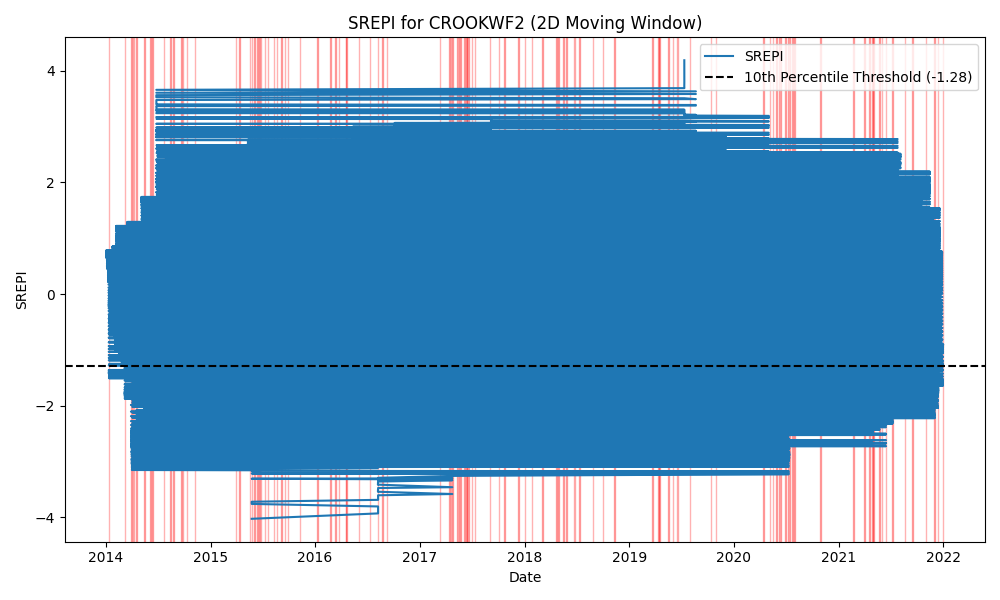 SREPI for CROOKWF2 (2D Moving Window)
SREPI
10th Percentile Threshold (-1.28)
4
2
0
−2
−4
SREPI
2014 2015 2016 2017 2018 2019 2020 2021 2022
Date